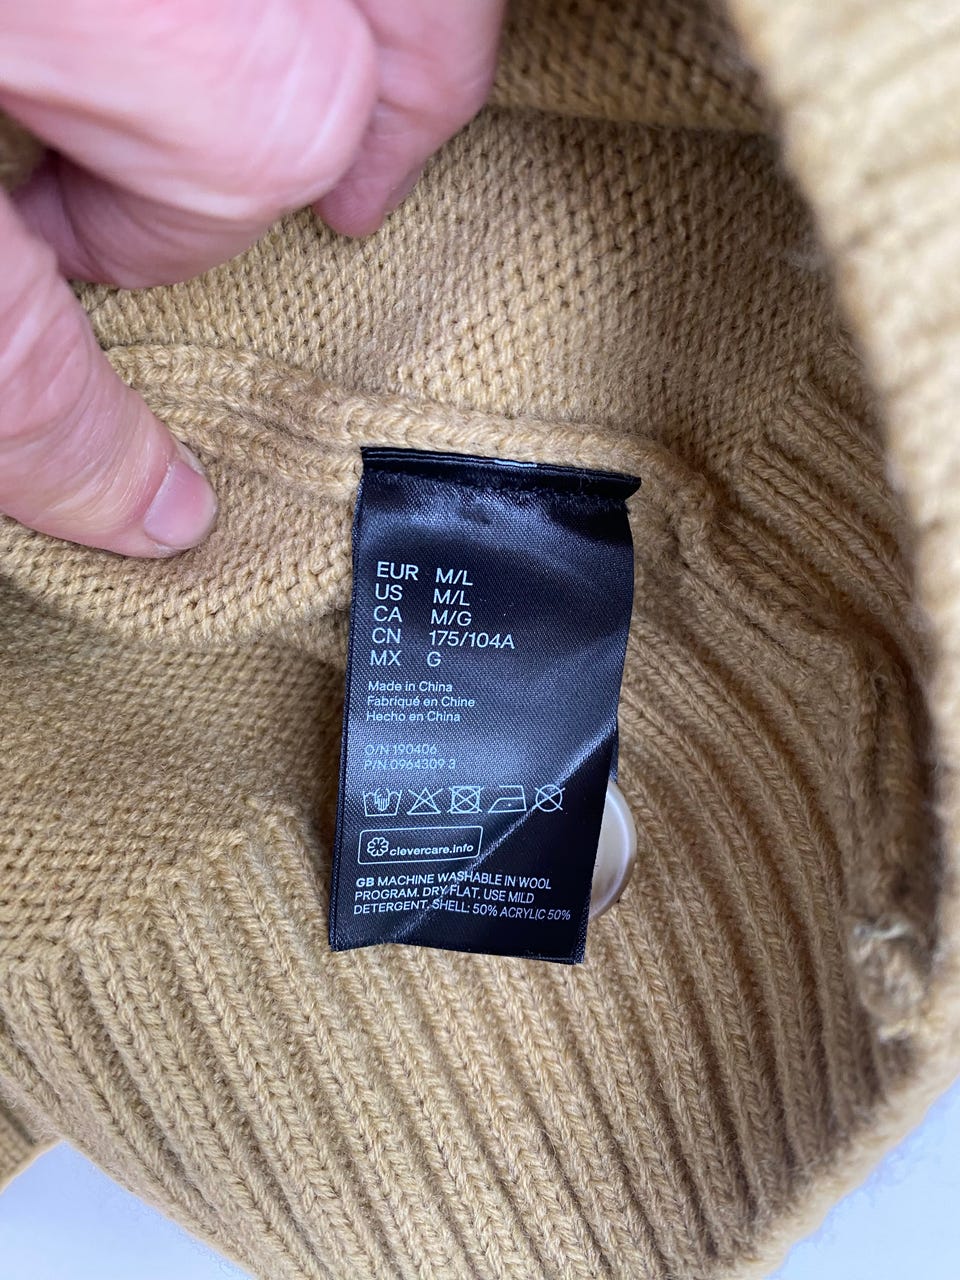 EUR M/L
US M/L
CA M/G
CN 175/104A
MX G
Made in China
Fabriqué en Chine
Hecho en China
O/N 190406
P/N 0964309 3
clevercare.info
GB MACHINE WASHABLE IN WOOL
PROGRAM. DRY FLAT. USE MILD
DETERGENT. SHELL: 50% ACRYLIC 50%